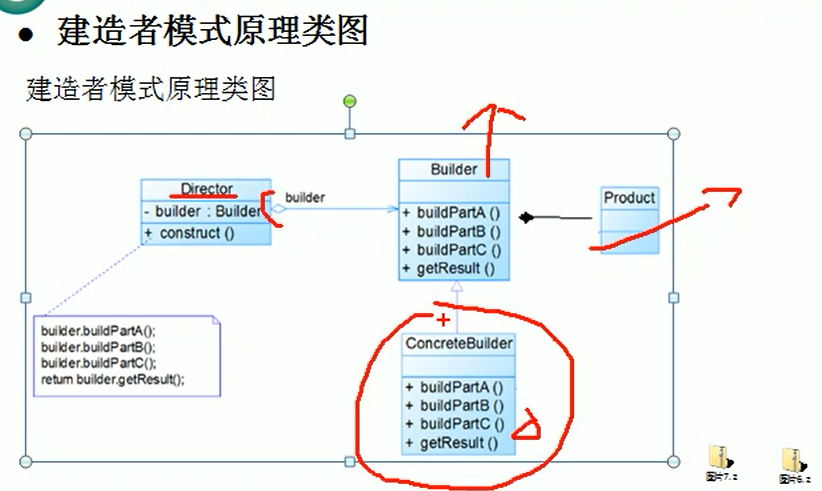 ● 建造者模式原理类图
建造者模式原理类图
Director
- builder : Builder
+ construct ()
builder
Builder
+ buildPartA ()
+ buildPartB ()
+ buildPartC ()
+ getResult ()
Product
builder.buildPartA();
builder.buildPartB();
builder.buildPartC();
return builder.getResult();
ConcreteBuilder
+ buildPartA ()
+ buildPartB ()
+ buildPartC ()
+ getResult ()
图片7.z
图片6.z